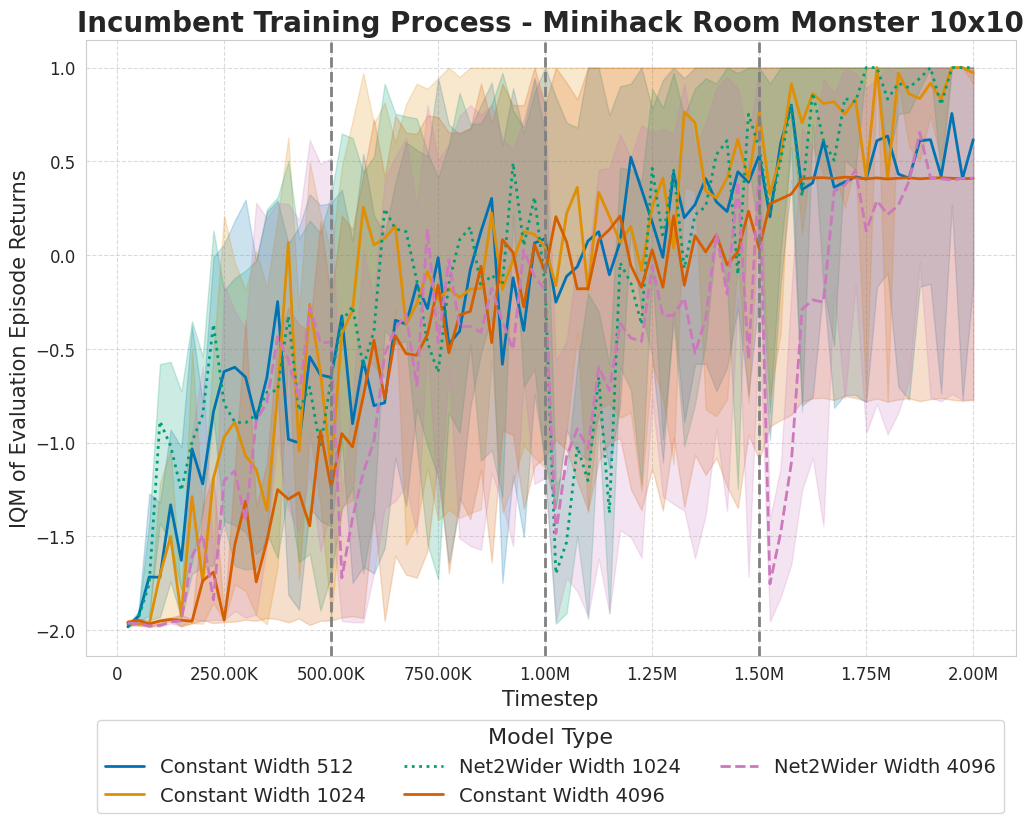 Incumbent Training Process - Minihack Room Monster 10x10
IQM of Evaluation Episode Returns
1.0
0.5
0.0
−0.5
−1.0
−1.5
−2.0
0 250.00K 500.00K 750.00K 1.00M 1.25M 1.50M 1.75M 2.00M
Timestep
Model Type
Constant Width 512 Net2Wider Width 1024 Net2Wider Width 4096
Constant Width 1024 Constant Width 4096